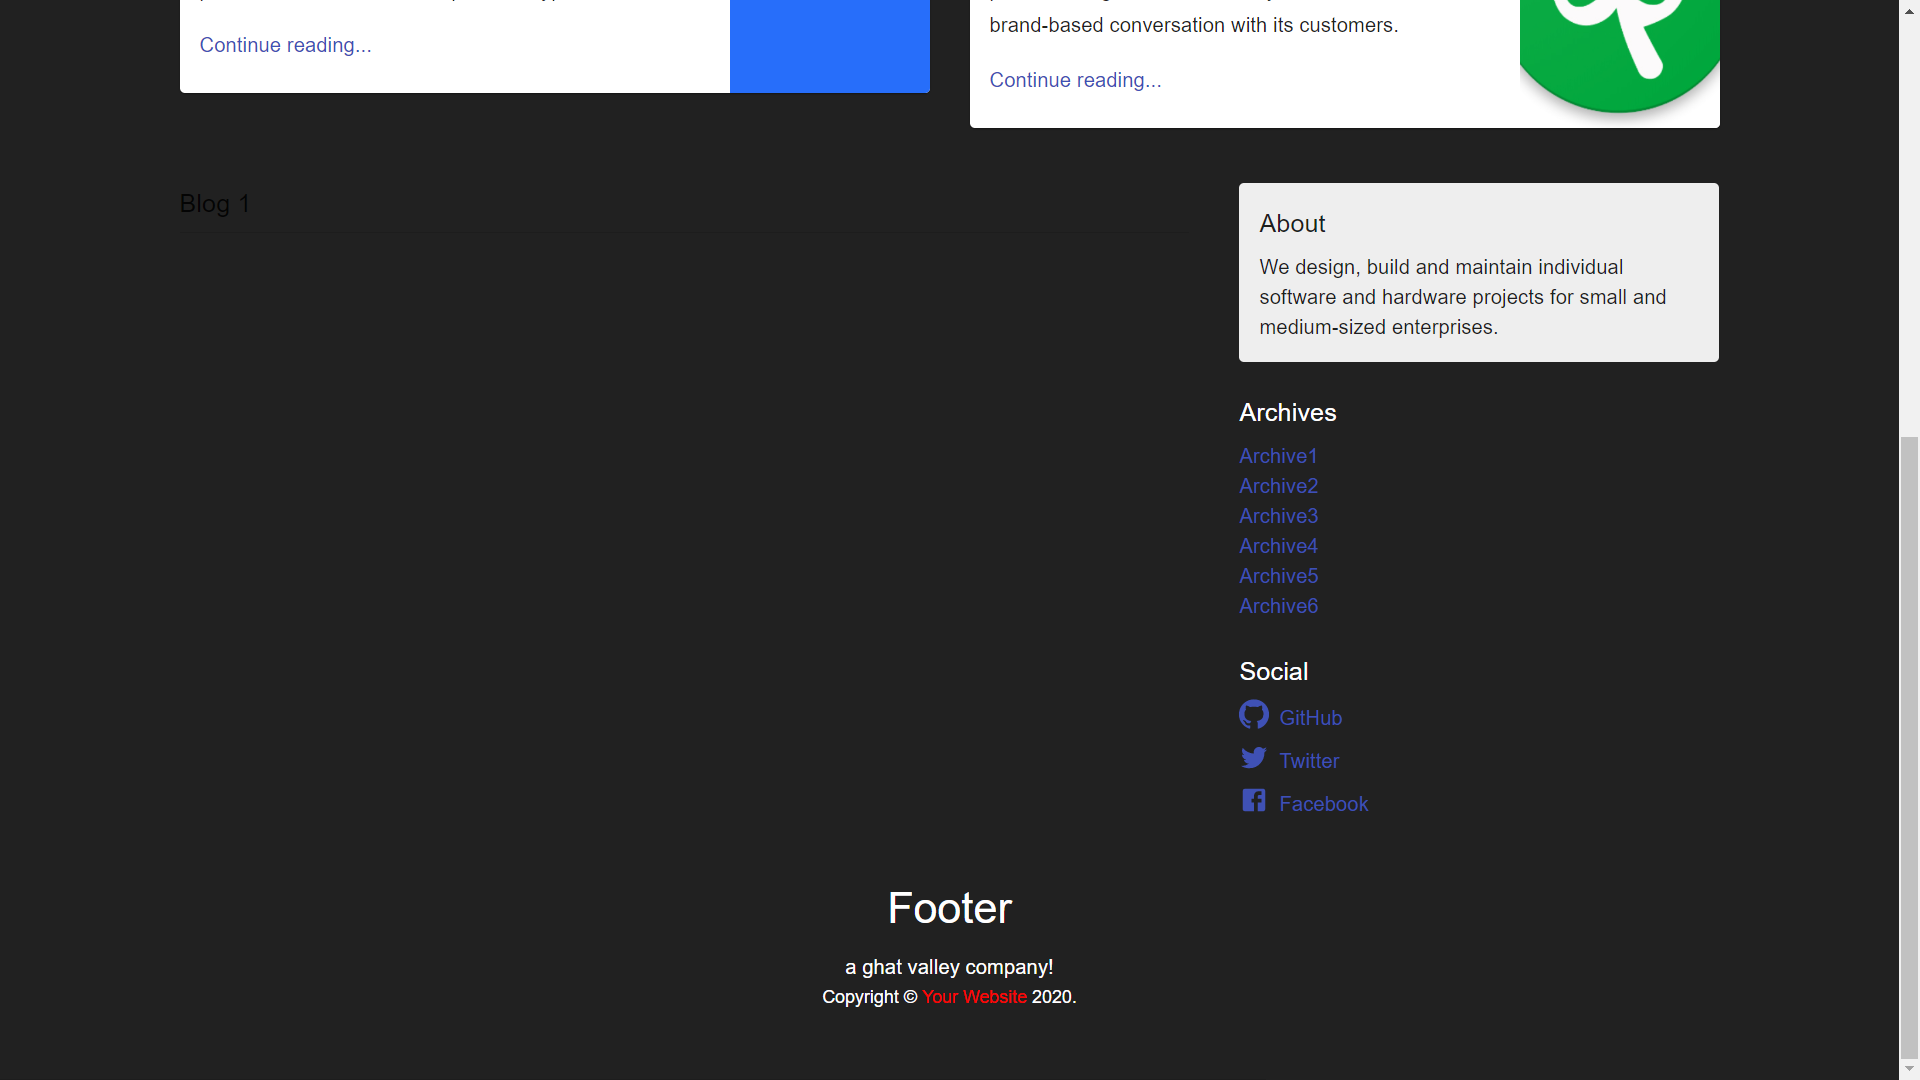 Continue reading...
brand-based conversation with its customers.
Continue reading...
Blog 1
About
We design, build and maintain individual
software and hardware projects for small and
medium-sized enterprises.
Archives
Archive1
Archive2
Archive3
Archive4
Archive5
Archive6
Social
GitHub
Twitter
Facebook
Footer
a ghat valley company!
Copyright © Your Website 2020.